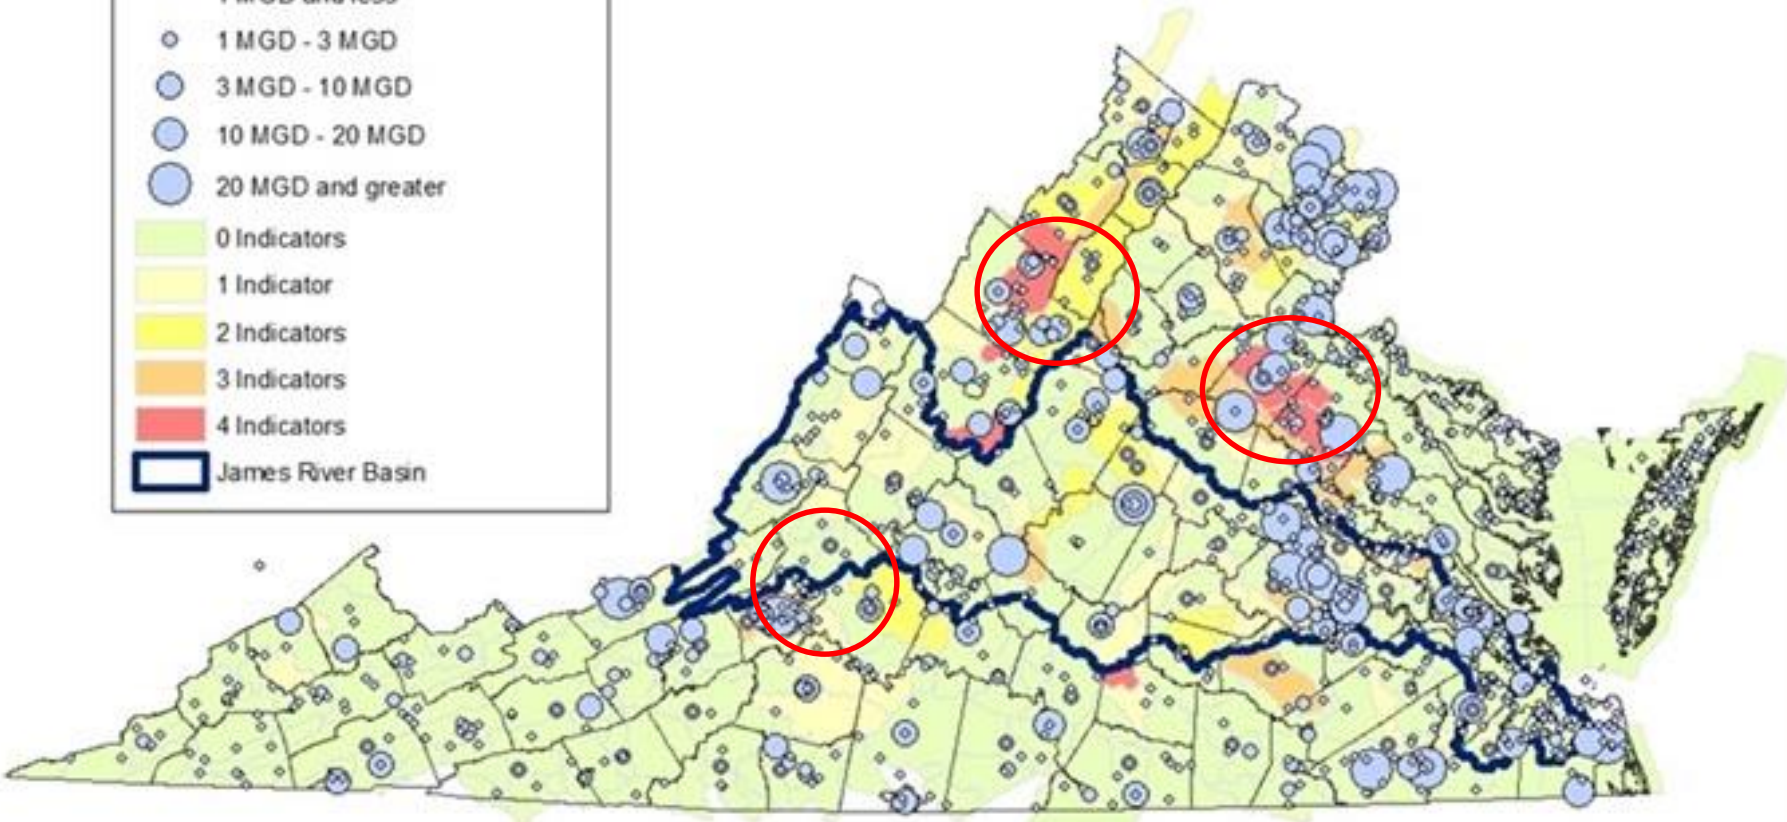 1 MGD - 3 MGD
3 MGD - 10 MGD
10 MGD - 20 MGD
20 MGD and greater
0 Indicators
1 Indicator
2 Indicators
3 Indicators
4 Indicators
James River Basin